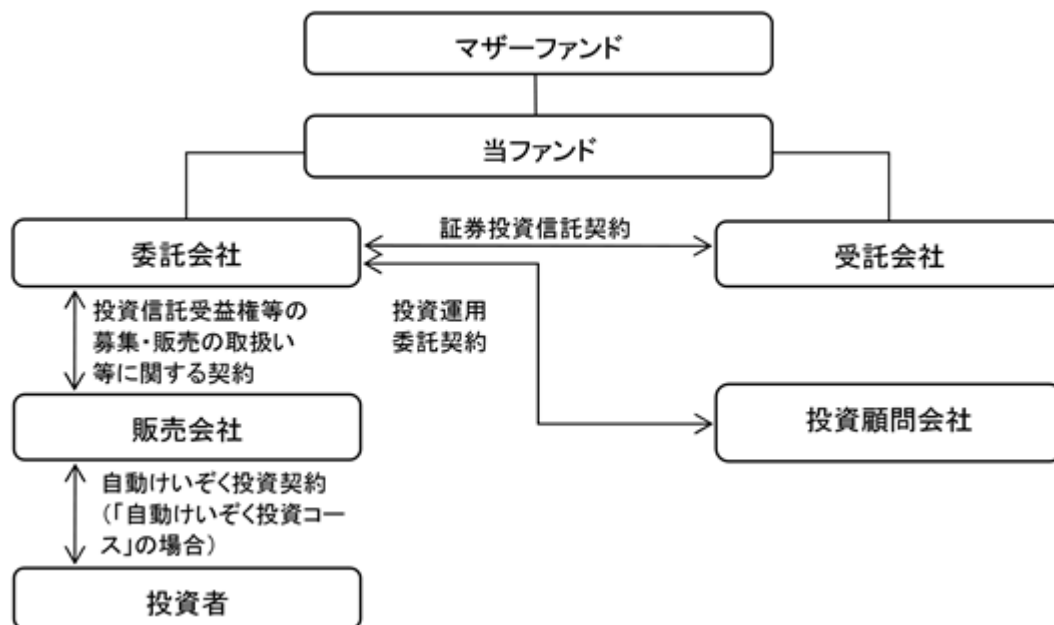 マザーファンド
当ファンド
証券投資信託契約
委託会社
受託会社
投資信託受益権等の
募集・販売の取扱い
等に関する契約
投資運用
委託契約
販売会社
投資顧問会社
自動けいぞく投資契約
(「自動けいぞく投資コー
ス」の場合)
投資者